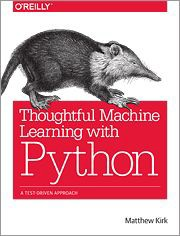 O'REILLY®
Thoughtful Machine
Learning with
Python
A TEST-DRIVEN APPROACH
Matthew Kirk